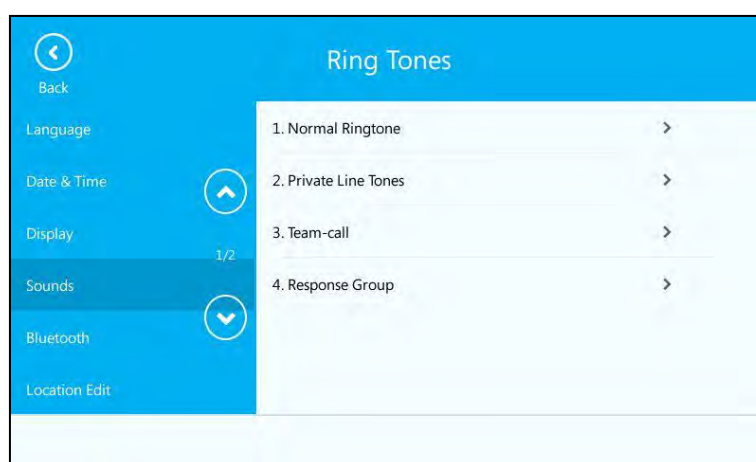 Ring Tones
Back
Language
Date & Time
Display
1/2
Sounds
Bluetooth
Location Edit
1. Normal Ringtone
2. Private Line Tones
3. Team-call
4. Response Group